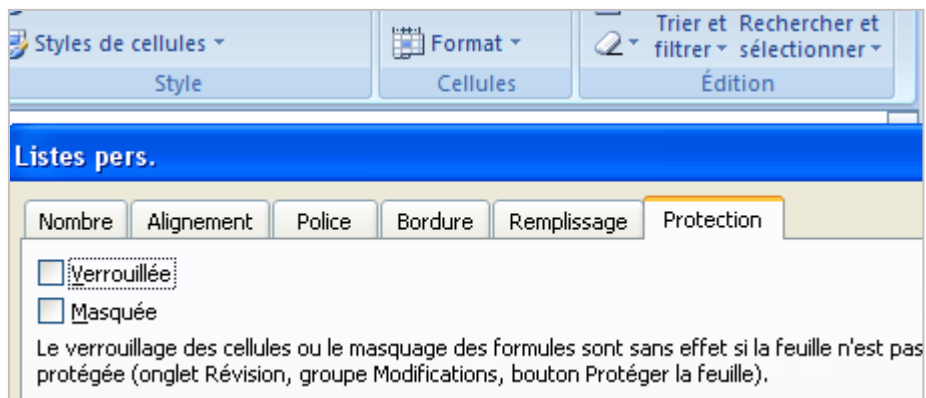 Styles de cellules
Format
Trier et Rechercher et
filtrer sélectionner
Style
Cellules
Édition
Listes pers.
Nombre Alignement Police Bordure Remplissage Protection
Verrouillée
Masquée
Le verrouillage des cellules ou le masquage des formules sont sans effet si la feuille n'est pas
protégée (onglet Révision, groupe Modifications, bouton Protéger la feuille).